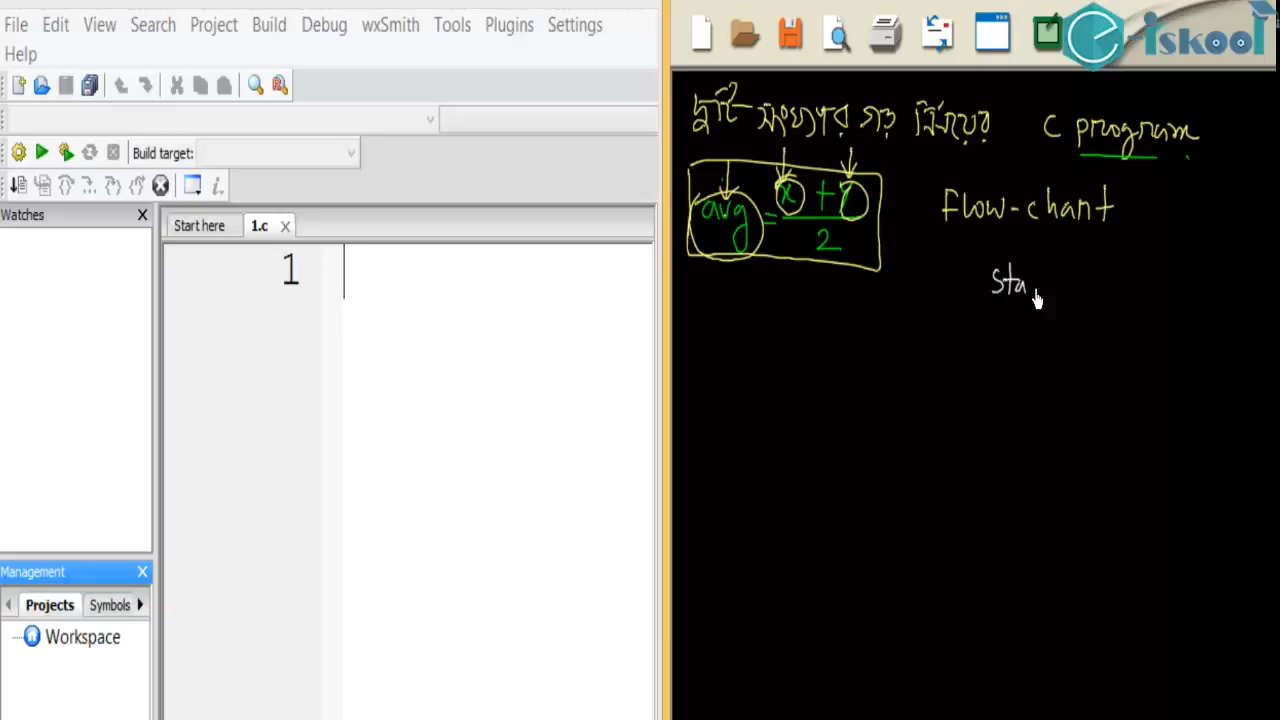 File Edit View Search Project Build Debug wxSmith Tools Plugins Settings
Help
Build target:
Watches
Start here 1.c
1
Management
Projects Symbols
Workspace
e-iskool
দুটি সংখ্যার গড় নির্ণয়ের C program
avg = x + y
2
Flow-chart
Sta